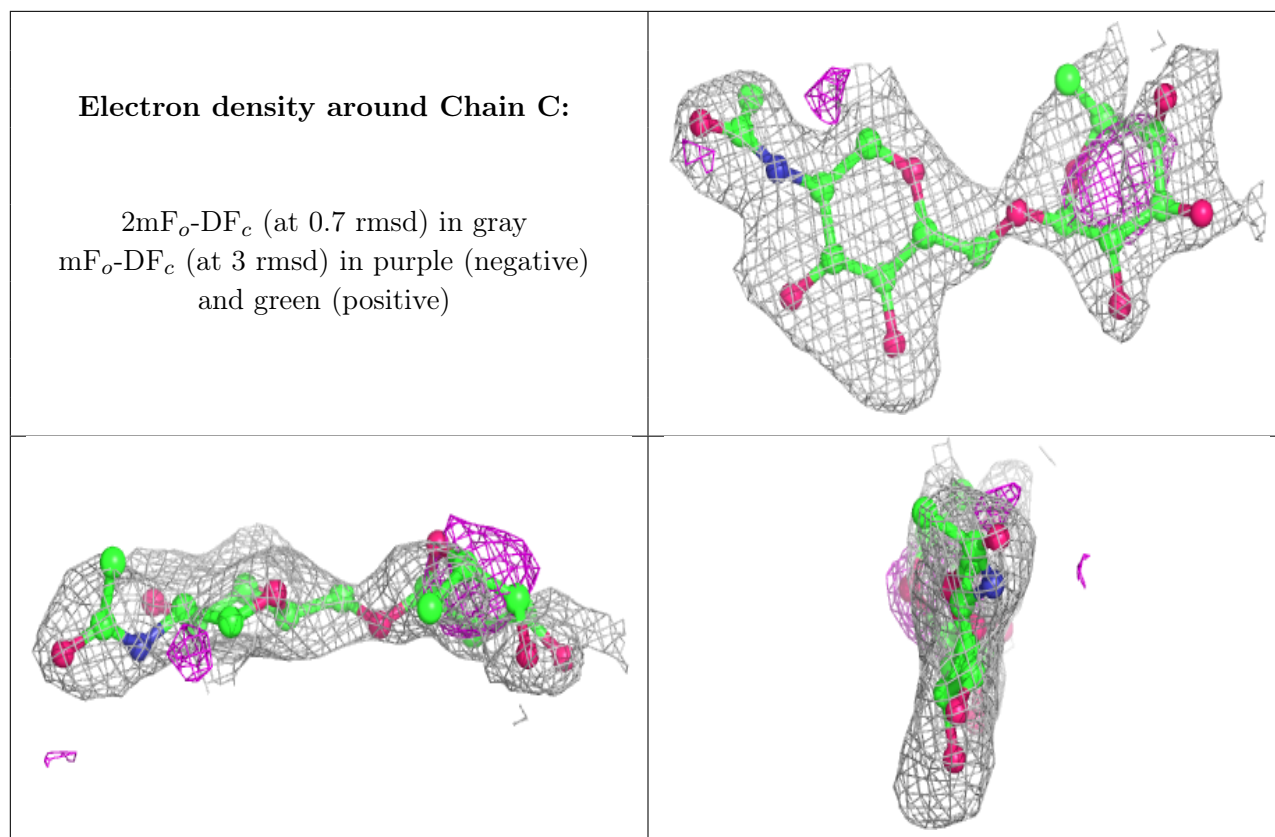 Electron density around Chain C:
2mFo-DFc (at 0.7 rmsd) in gray
mFo-DFc (at 3 rmsd) in purple (negative)
and green (positive)